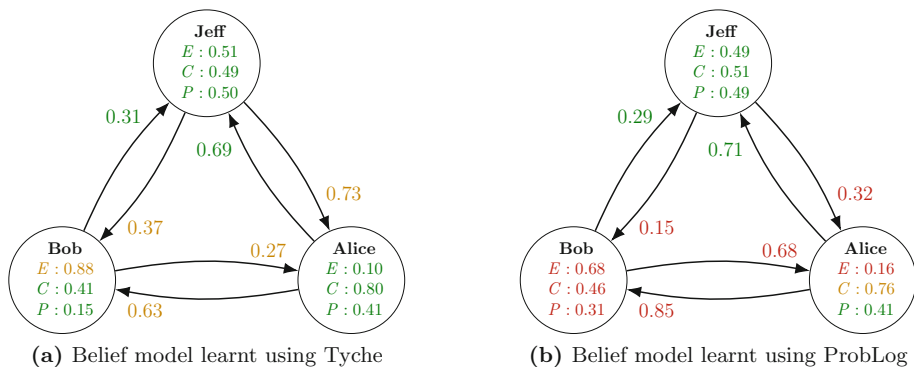 Jeff
E : 0.51
C : 0.49
P : 0.50
0.31
0.69
0.73
0.37
0.27
0.63
Bob
E : 0.88
C : 0.41
P : 0.15
Alice
E : 0.10
C : 0.80
P : 0.41
(a) Belief model learnt using Tyche
Jeff
E : 0.49
C : 0.51
P : 0.49
0.29
0.71
0.32
0.15
0.68
0.85
Bob
E : 0.68
C : 0.46
P : 0.31
Alice
E : 0.16
C : 0.76
P : 0.41
(b) Belief model learnt using ProbLog